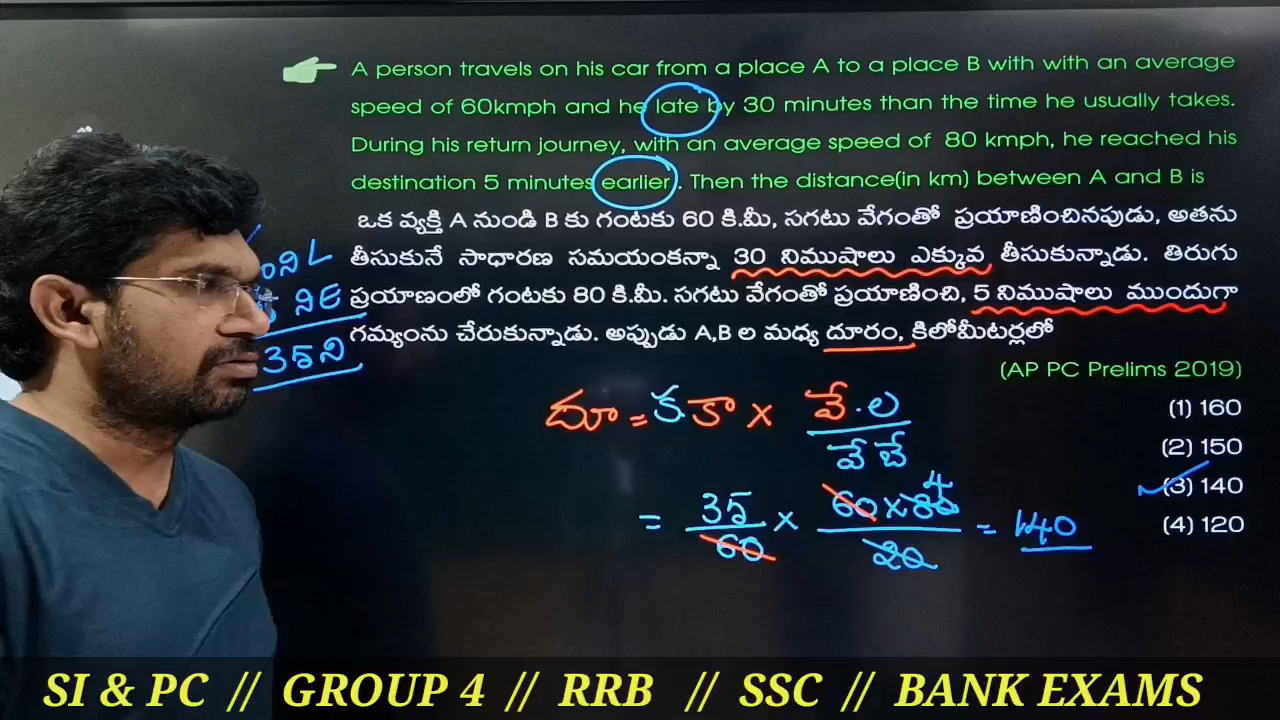 A person travels on his car from a place A to a place B with with an average
speed of 60kmph and he late by 30 minutes than the time he usually takes.
During his return journey, with an average speed of 80 kmph, he reached his
destination 5 minutes earlier. Then the distance(in km) between A and B is
ఒక వ్యక్తి A నుండి B కు గంటకు 60 కి.మీ, సగటు వేగంతో ప్రయాణించినపుడు, అతను
తీసుకునే సాధారణ సమయంకన్నా 30 నిముషాలు ఎక్కువ తీసుకున్నాడు. తిరుగు
ప్రయాణంలో గంటకు 80 కి.మీ. సగటు వేగంతో ప్రయాణించి, 5 నిముషాలు ముందుగా
గమ్యంను చేరుకున్నాడు. అప్పుడు A,B ల మధ్య దూరం, కిలోమీటర్లలో
(AP PC Prelims 2019)
(1) 160
(2) 150
(3) 140
(4) 120
ని L
ని E
35ని
దూ = కకా × వే.ల
వే బే
= 35/60 × 60×80/20 = 140
4
SI & PC // GROUP 4 // RRB // SSC // BANK EXAMS